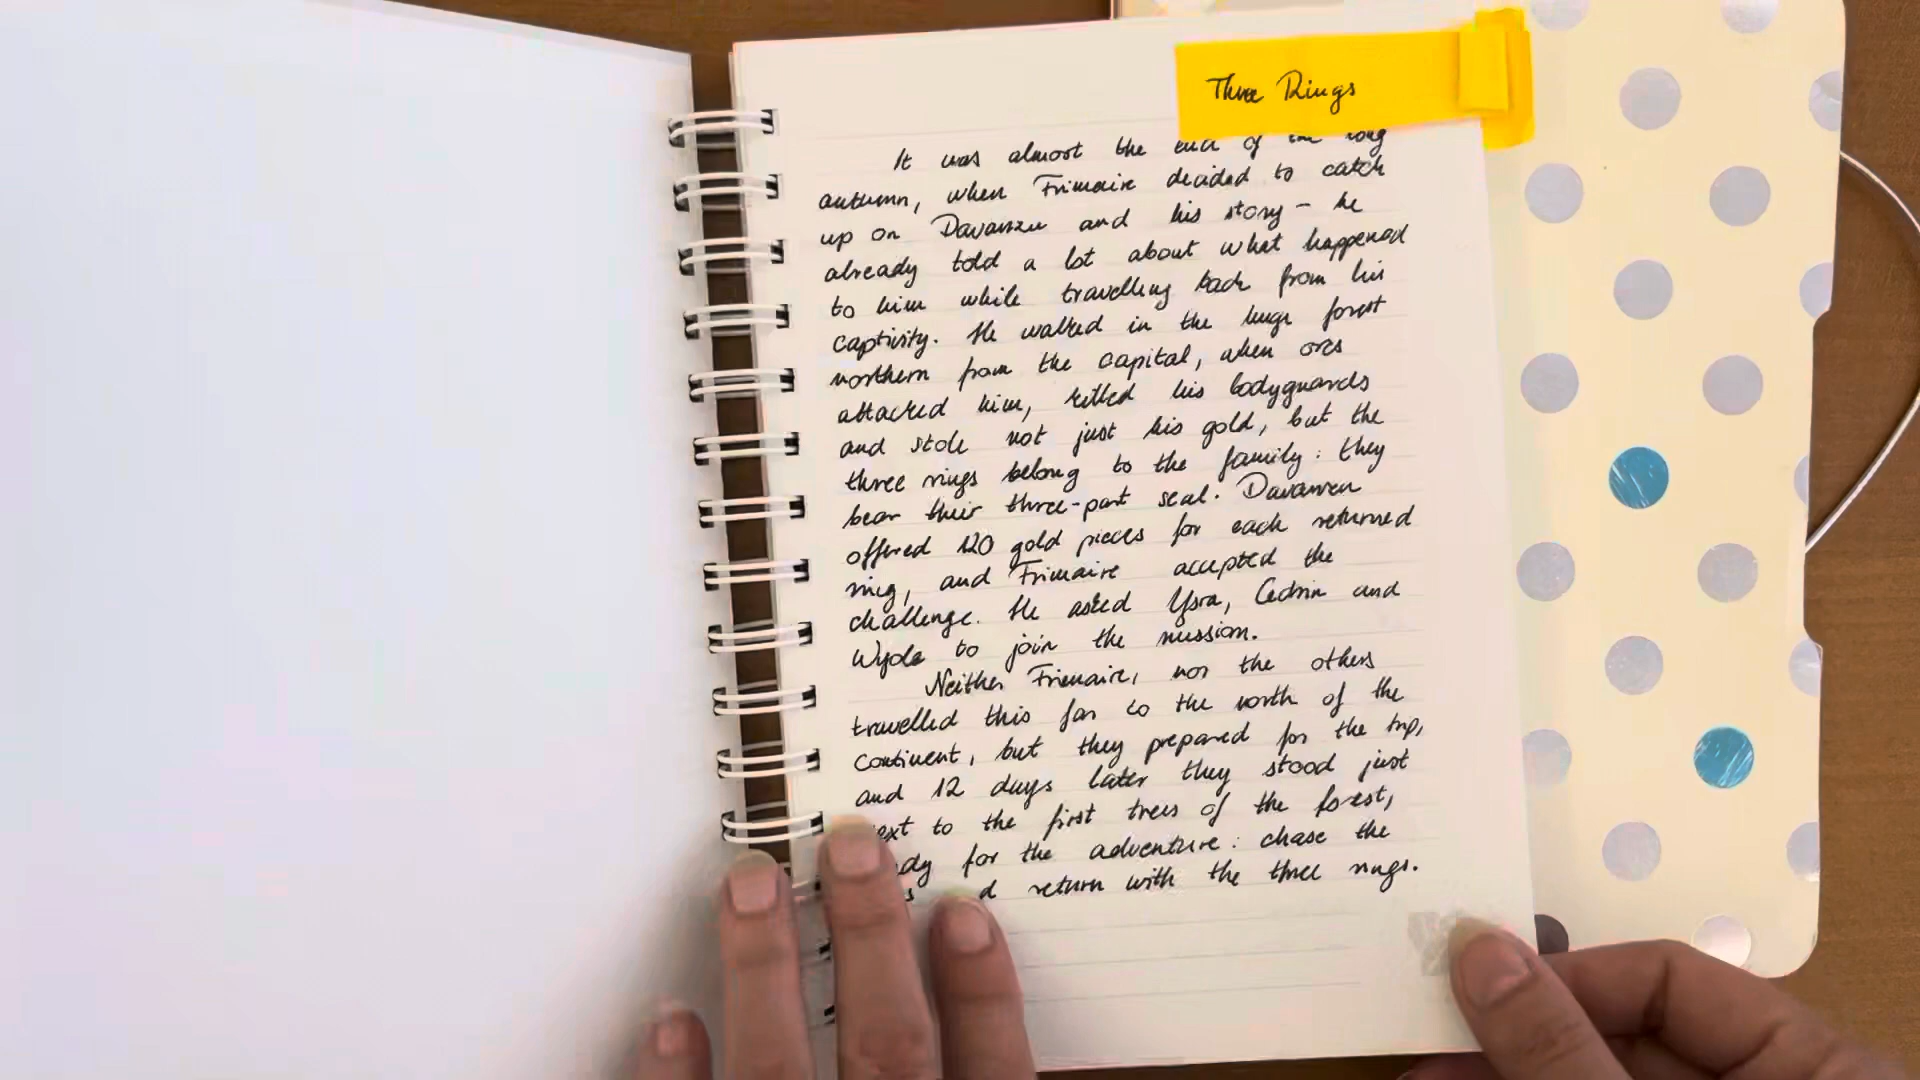 Three Rings
It was almost the end of the long
autumn, when Frimaire decided to catch
up on Davanzu and his story - he
already told a lot about what happened
to him while travelling back from his
captivity. He walked in the huge forest
northern from the capital, when orcs
attacked him, killed his bodyguards
and stole not just his gold, but the
three rings belong to the family: they
bear their three-part seal.
offered 120 gold pieces for each returned
ring, and Frimaire accepted the
challenge. He asked Ysra, Cedrin and
Wyole to join the mission.
Neither Frimaire, nor the others
travelled this far to the north of the
continent, but they prepared for the trip,
and 12 days later they stood just
ext to the first trees of the forest,
dy for the adventure: chase the
s d return with the three rings.